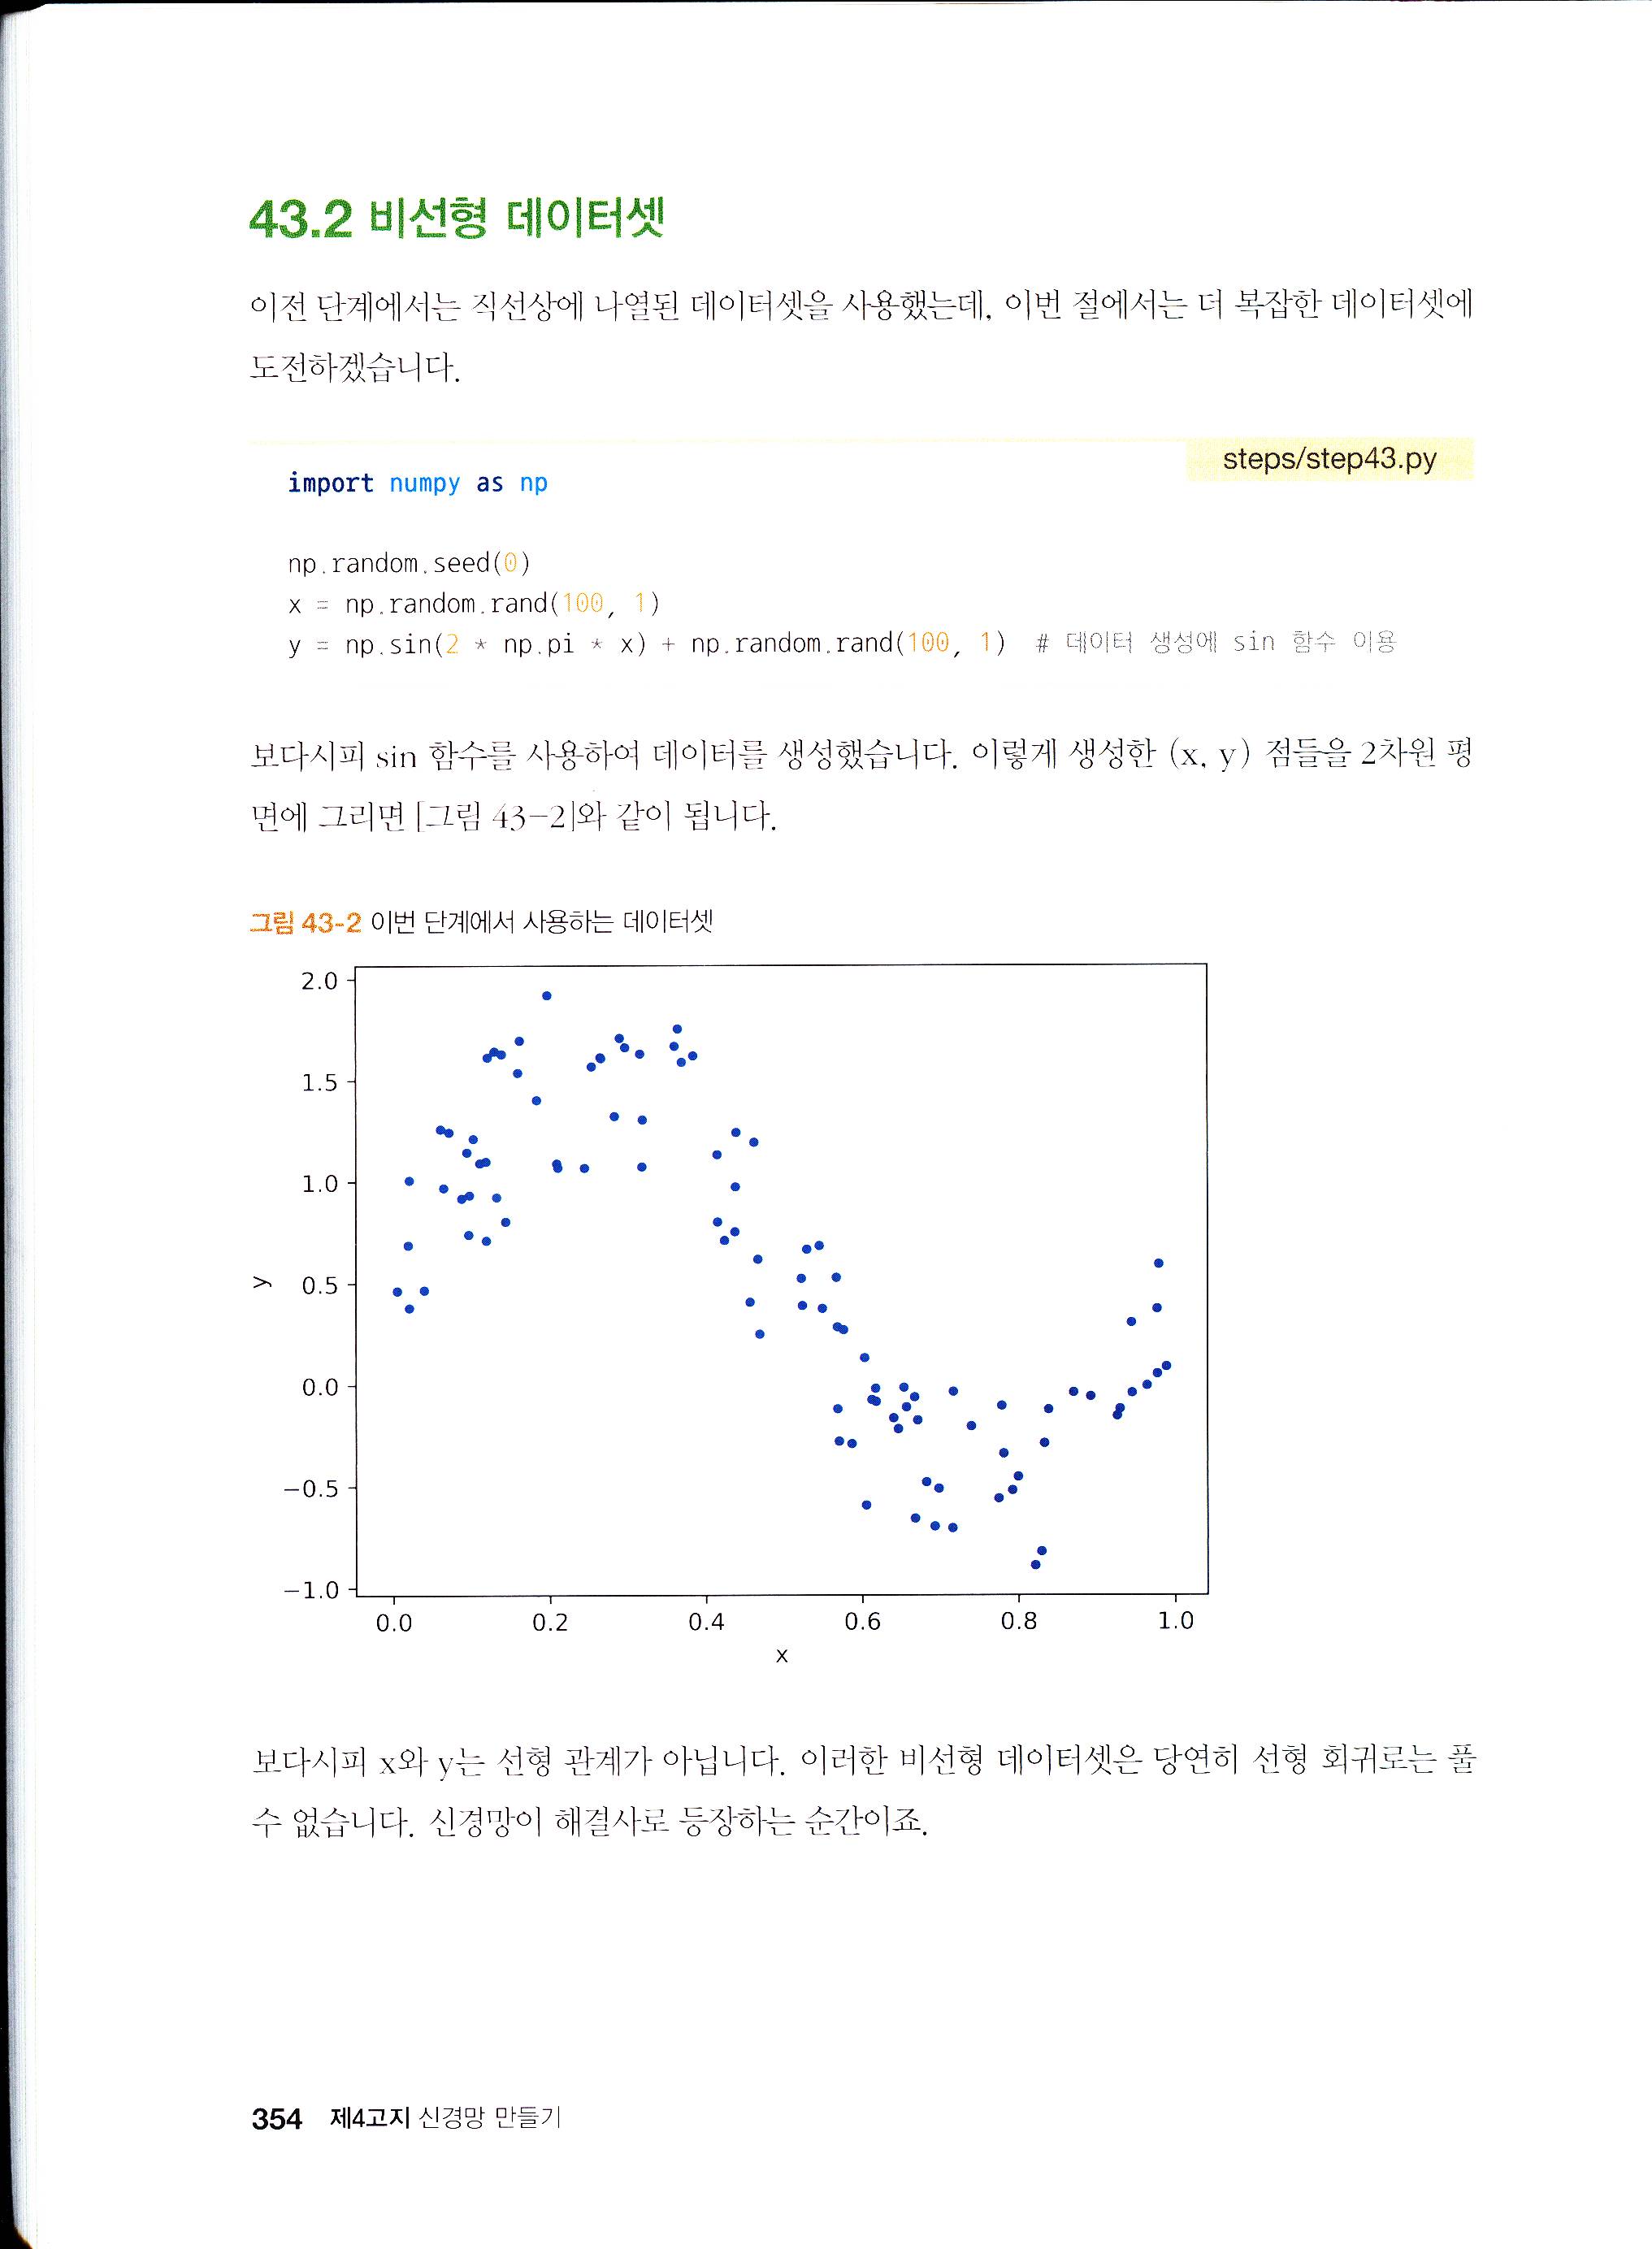 43.2 비선형 데이터셋
이전 단계에서는 직선상에 나열된 데이터셋을 사용했는데, 이번 절에서는 더 복잡한 데이터셋에
도전하겠습니다.
steps/step43.py
import numpy as np
np.random.seed(0)
x = np.random.rand(100, 1)
y = np.sin(2 * np.pi * x) + np.random.rand(100, 1)  # 데이터 생성에 sin 함수 이용
보다시피 sin 함수를 사용하여 데이터를 생성했습니다. 이렇게 생성한 (x, y) 점들을 2차원 평
면에 그리면 [그림 43-2]와 같이 됩니다.
그림 43-2 이번 단계에서 사용하는 데이터셋
2.0
1.5
1.0
y
0.5
0.0
−0.5
−1.0
0.0 0.2 0.4 0.6 0.8 1.0
x
보다시피 x와 y는 선형 관계가 아닙니다. 이러한 비선형 데이터셋은 당연히 선형 회귀로는 풀
수 없습니다. 신경망이 해결사로 등장하는 순간이죠.
354 제4고지 신경망 만들기